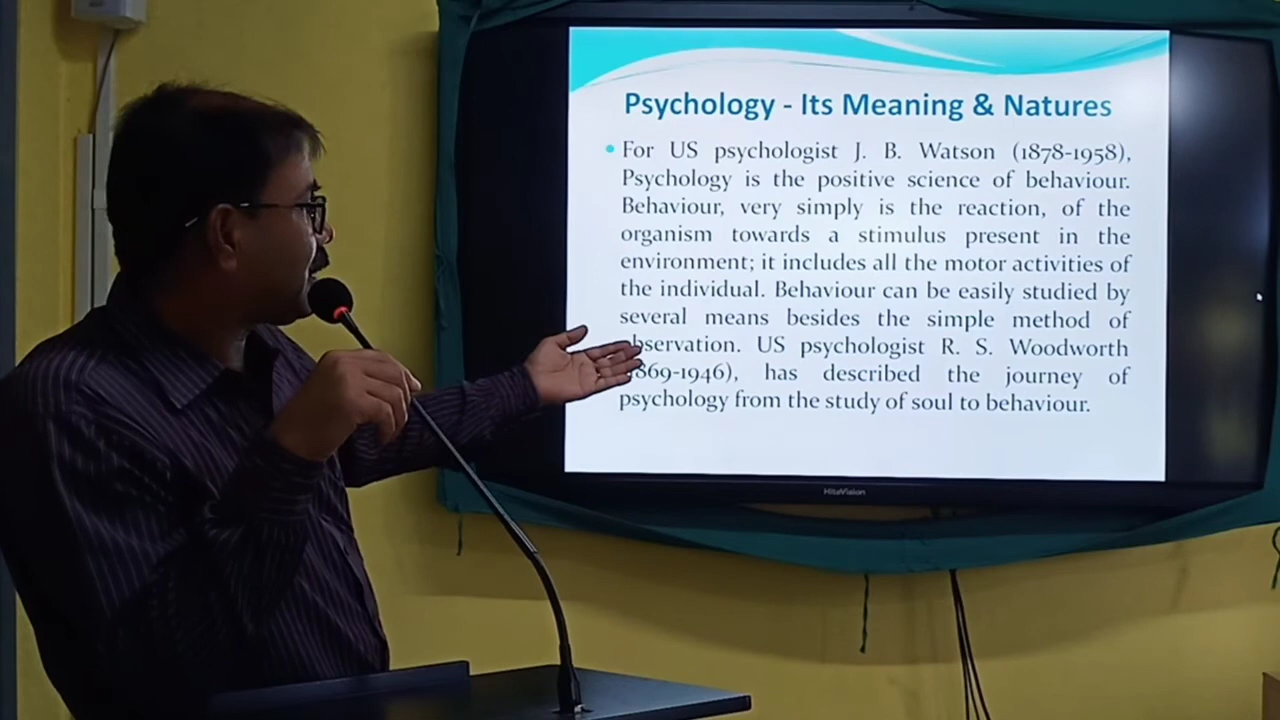 Psychology - Its Meaning & Natures
• For US psychologist J. B. Watson (1878-1958),
Psychology is the positive science of behaviour.
Behaviour, very simply is the reaction, of the
organism towards a stimulus present in the
environment; it includes all the motor activities of
the individual. Behaviour can be easily studied by
several means besides the simple method of
observation. US psychologist R. S. Woodworth
1869-1946), has described the journey of
psychology from the study of soul to behaviour.
HiteVision